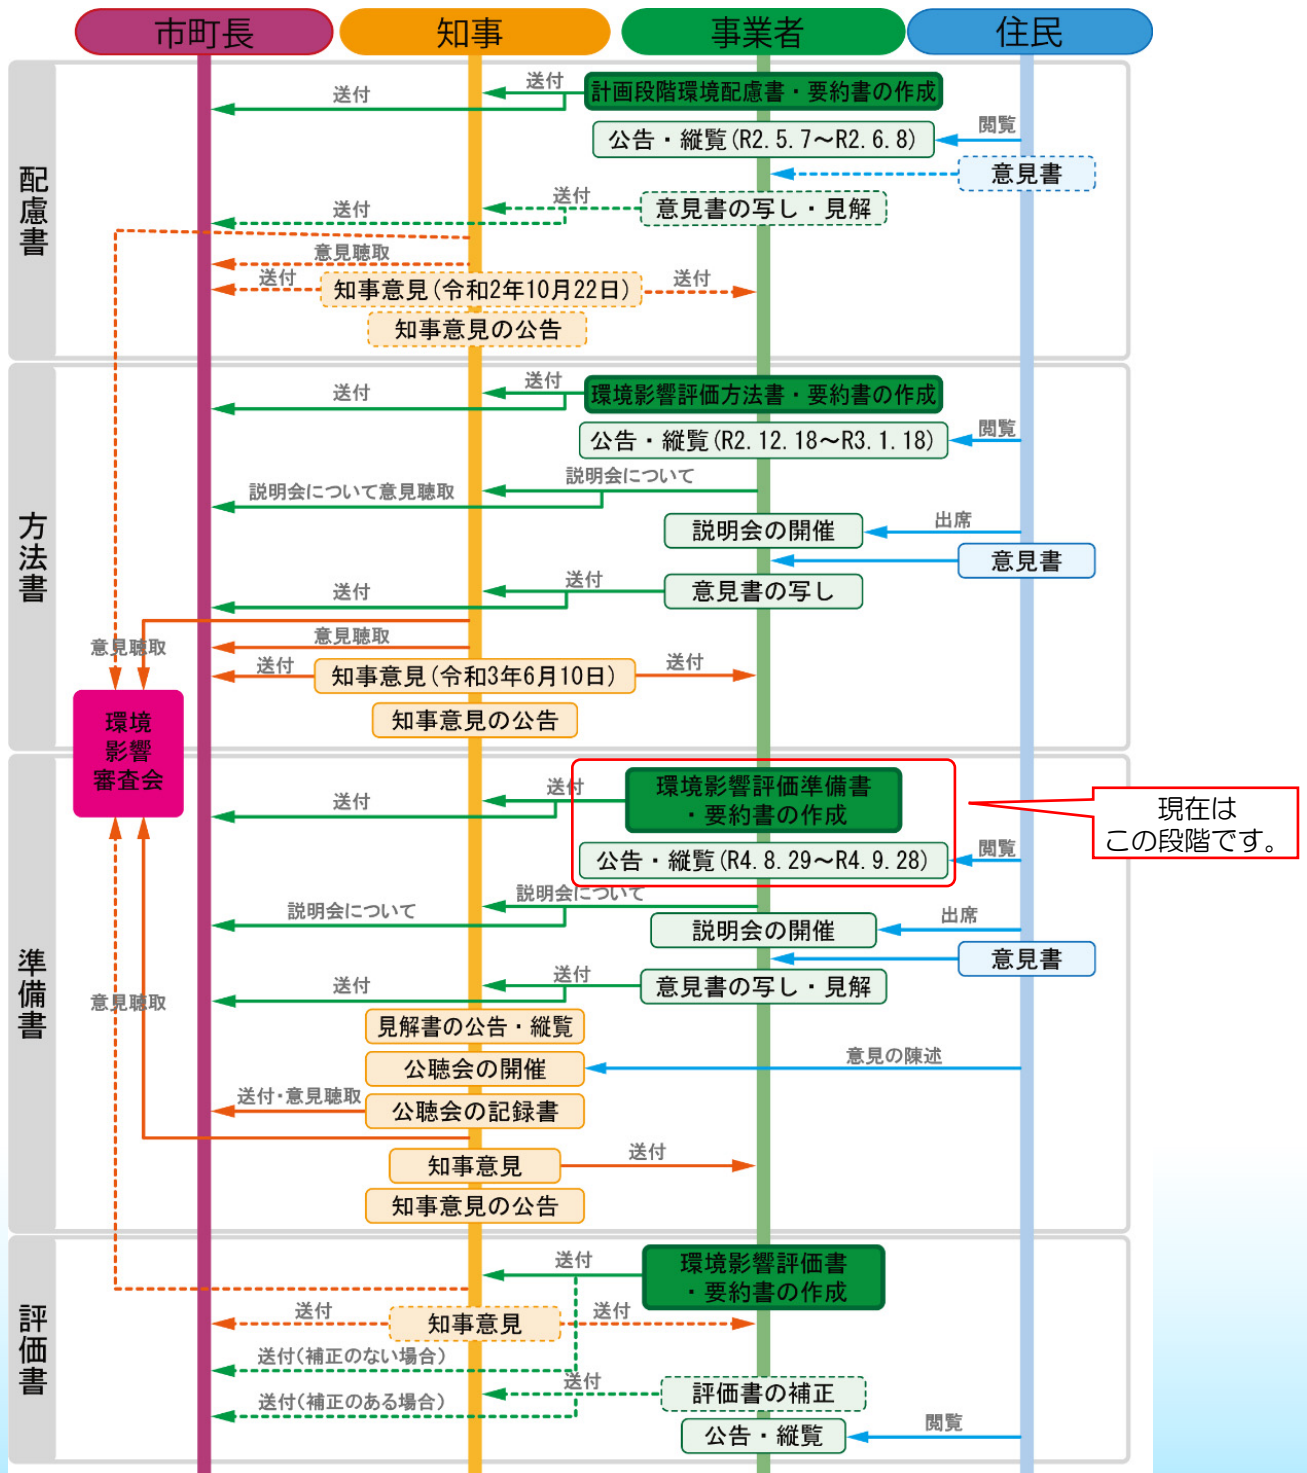 市町長
知事
事業者
住民
配慮書
送付
送付
計画段階環境配慮書・要約書の作成
公告・縦覧(R2.5.7～R2.6.8)
閲覧
意見書
送付
送付
意見書の写し・見解
意見聴取
送付
知事意見(令和2年10月22日)
送付
知事意見の公告
方法書
送付
送付
環境影響評価方法書・要約書の作成
公告・縦覧(R2.12.18～R3.1.18)
閲覧
説明会について
説明会について意見聴取
説明会の開催
出席
意見書
送付
送付
意見書の写し
意見聴取
意見聴取
送付
知事意見(令和3年6月10日)
送付
知事意見の公告
環境
影響
審査会
準備書
送付
送付
環境影響評価準備書
・要約書の作成
現在は
この段階です。
公告・縦覧(R4.8.29～R4.9.28)
閲覧
説明会について
説明会について
説明会の開催
出席
意見書
送付
送付
意見書の写し・見解
意見聴取
見解書の公告・縦覧
公聴会の開催
意見の陳述
送付・意見聴取
公聴会の記録書
知事意見
送付
知事意見の公告
評価書
送付
環境影響評価書
・要約書の作成
送付
知事意見
送付
送付(補正のない場合)
送付
評価書の補正
送付(補正のある場合)
公告・縦覧
閲覧